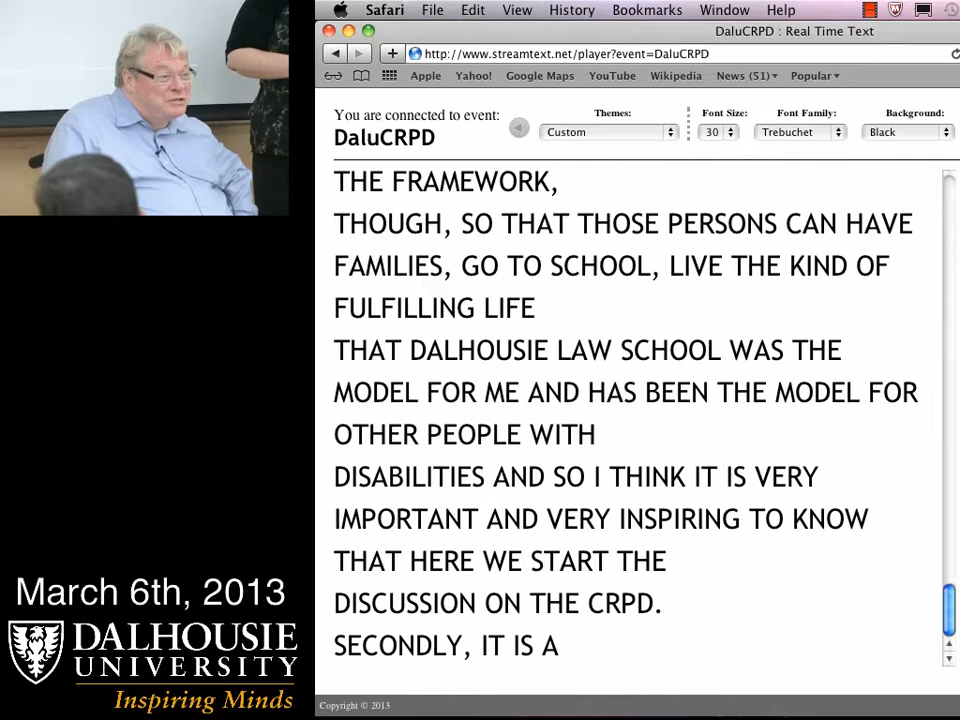 Safari File Edit View History Bookmarks Window Help
DaluCRPD : Real Time Text
http://www.streamtext.net/player?event=DaluCRPD
Apple Yahoo! Google Maps YouTube Wikipedia News (51) Popular
You are connected to event:
DaluCRPD
Themes: Font Size: Font Family: Background:
Custom 30 Trebuchet Black
THE FRAMEWORK,
THOUGH, SO THAT THOSE PERSONS CAN HAVE
FAMILIES, GO TO SCHOOL, LIVE THE KIND OF
FULFILLING LIFE
THAT DALHOUSIE LAW SCHOOL WAS THE
MODEL FOR ME AND HAS BEEN THE MODEL FOR
OTHER PEOPLE WITH
DISABILITIES AND SO I THINK IT IS VERY
IMPORTANT AND VERY INSPIRING TO KNOW
THAT HERE WE START THE
DISCUSSION ON THE CRPD.
SECONDLY, IT IS A
Copyright © 2013
March 6th, 2013
DALHOUSIE
UNIVERSITY
Inspiring Minds